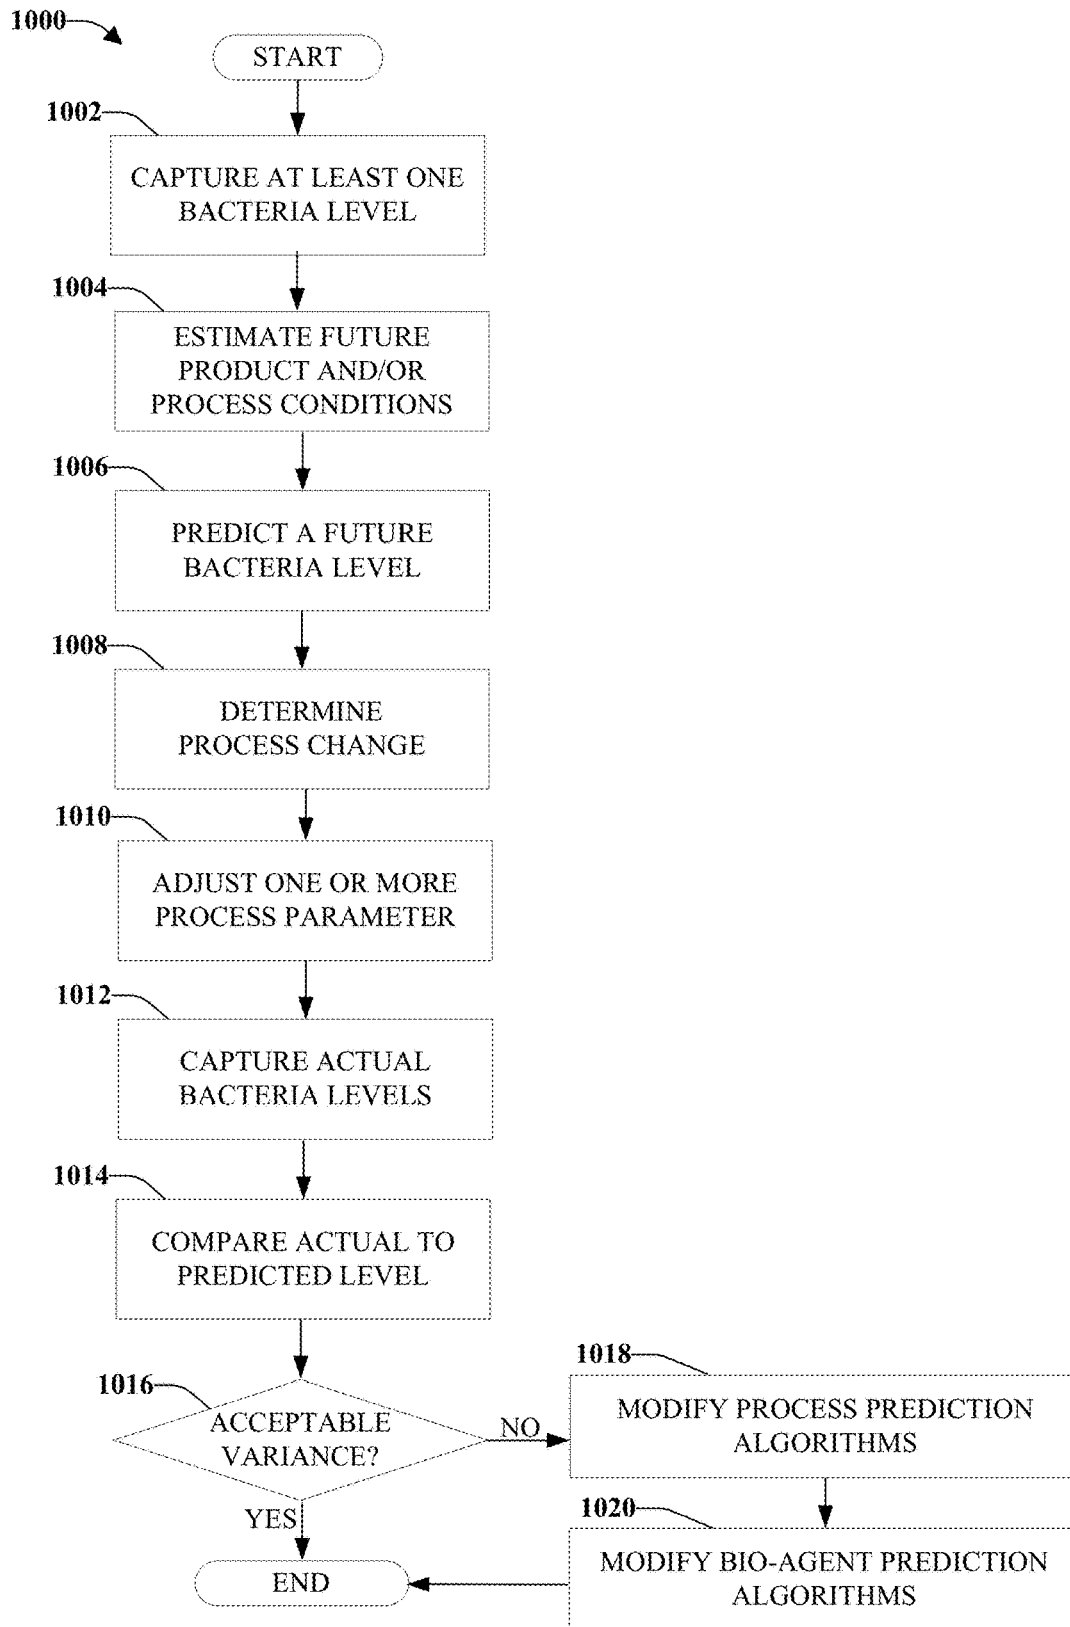 1000
START
1002
CAPTURE AT LEAST ONE
BACTERIA LEVEL
1004
ESTIMATE FUTURE
PRODUCT AND/OR
PROCESS CONDITIONS
1006
PREDICT A FUTURE
BACTERIA LEVEL
1008
DETERMINE
PROCESS CHANGE
1010
ADJUST ONE OR MORE
PROCESS PARAMETER
1012
CAPTURE ACTUAL
BACTERIA LEVELS
1014
COMPARE ACTUAL TO
PREDICTED LEVEL
1016
ACCEPTABLE
VARIANCE?
NO
1018
MODIFY PROCESS PREDICTION
ALGORITHMS
1020
MODIFY BIO-AGENT PREDICTION
ALGORITHMS
YES
END